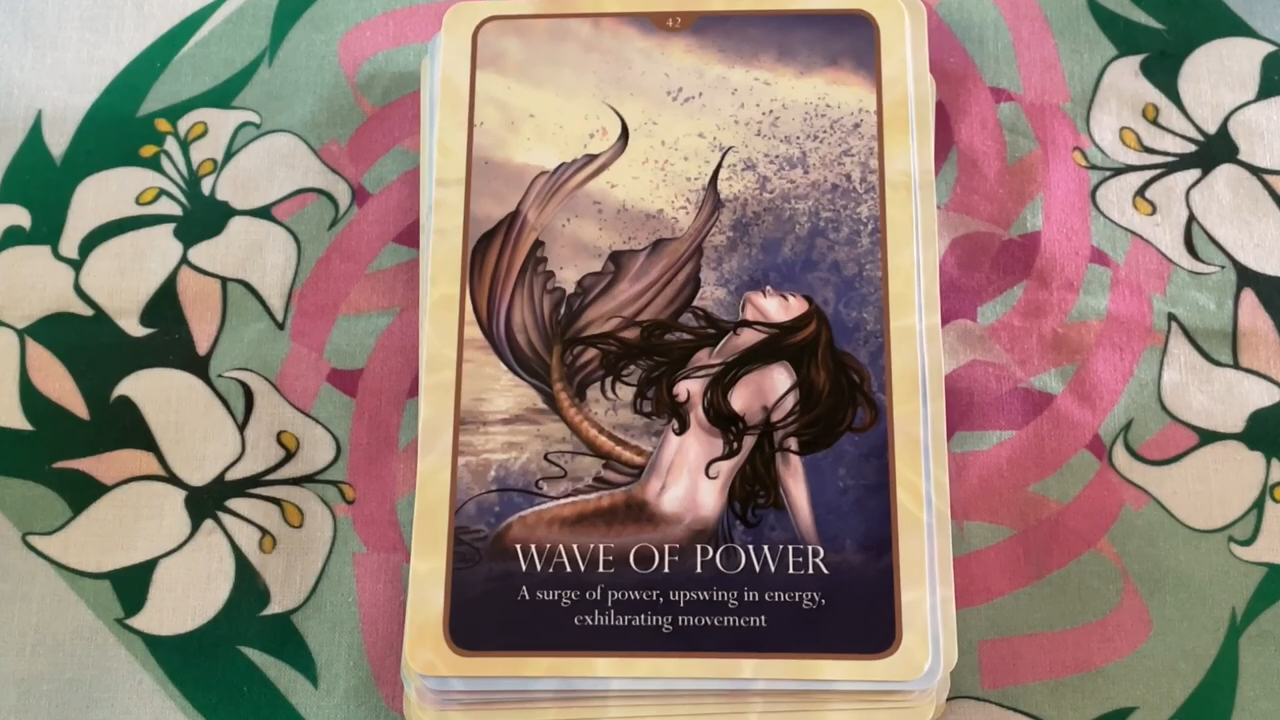 42
WAVE OF POWER
A surge of power, upswing in energy,
exhilarating movement